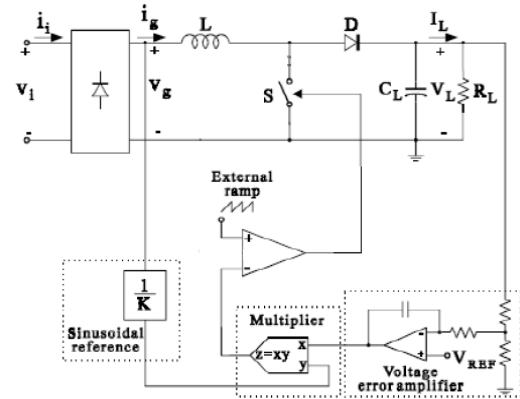 i_i
i_g
L
D
I_L
+
+
+
v_i
v_g
S
C_L
V_L
R_L
-
-
-
External
ramp
+
-
1
K
Sinusoidal
reference
Multiplier
z=xy
x
y
-
+
V_REF
Voltage
error amplifier